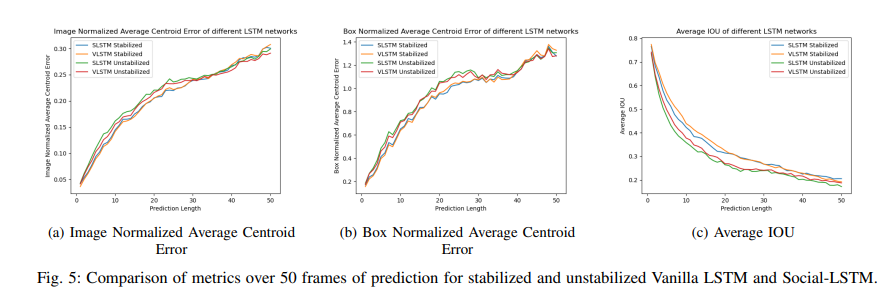 Image Normalized Average Centroid Error of different LSTM networks
Image Normalized Average Centroid Error
0.30
0.25
0.20
0.15
0.10
0.05
SLSTM Stabilized
VLSTM Stabilized
SLSTM Unstabilized
VLSTM Unstabilized
0
10
20
30
40
50
Prediction Length
Box Normalized Average Centroid Error of different LSTM networks
Box Normalized Average Centroid Error
1.4
1.2
1.0
0.8
0.6
0.4
0.2
SLSTM Stabilized
VLSTM Stabilized
SLSTM Unstabilized
VLSTM Unstabilized
0
10
20
30
40
50
Prediction Length
Average IOU of different LSTM networks
Average IOU
0.8
0.7
0.6
0.5
0.4
0.3
0.2
SLSTM Stabilized
VLSTM Stabilized
SLSTM Unstabilized
VLSTM Unstabilized
0
10
20
30
40
50
Prediction Length
(a) Image Normalized Average Centroid
Error
(b) Box Normalized Average Centroid
Error
(c) Average IOU
Fig. 5: Comparison of metrics over 50 frames of prediction for stabilized and unstabilized Vanilla LSTM and Social-LSTM.